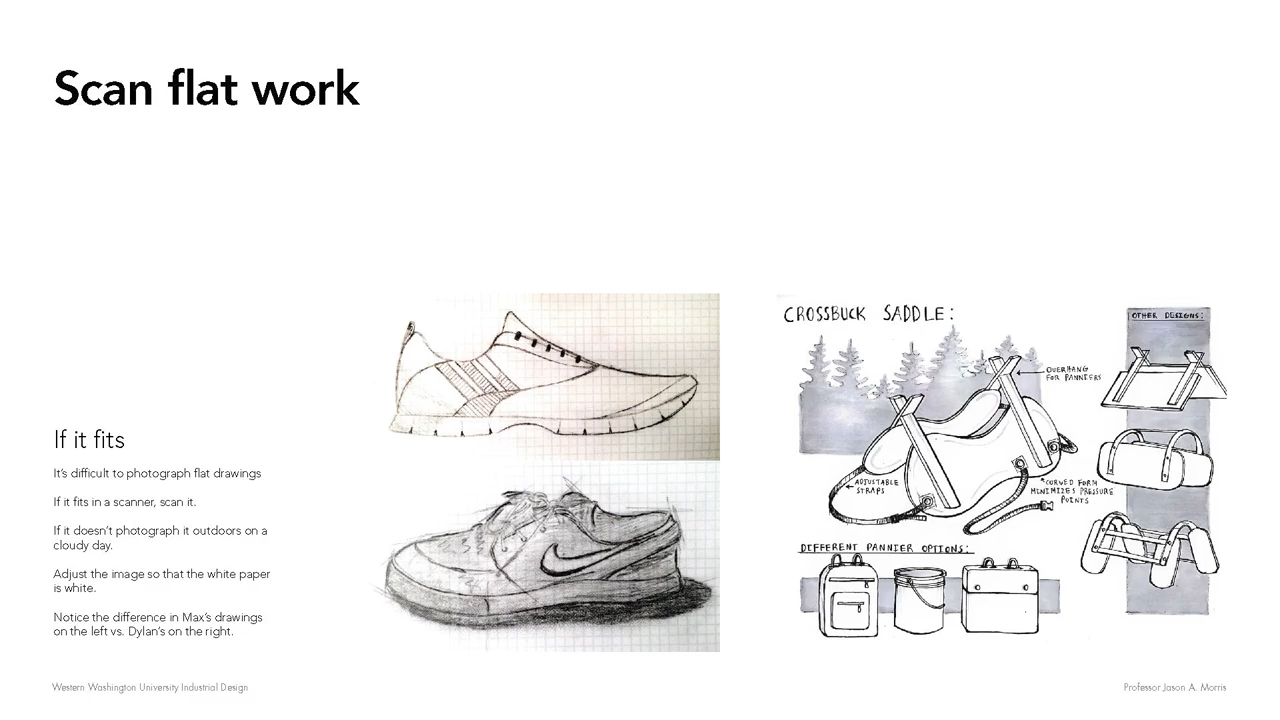 Scan flat work
If it fits
It's difficult to photograph flat drawings
If it fits in a scanner, scan it.
If it doesn't photograph it outdoors on a
cloudy day.
Adjust the image so that the white paper
is white.
Notice the difference in Max's drawings
on the left vs. Dylan's on the right.
CROSSBUCK SADDLE:
OTHER DESIGNS:
OVERHANG
FOR PANNIERS
ADJUSTABLE
STRAPS
CURVED FORM
MINIMIZES PRESSURE
POINTS
DIFFERENT PANNIER OPTIONS:
Western Washington University Industrial Design
Professor Jason A. Morris